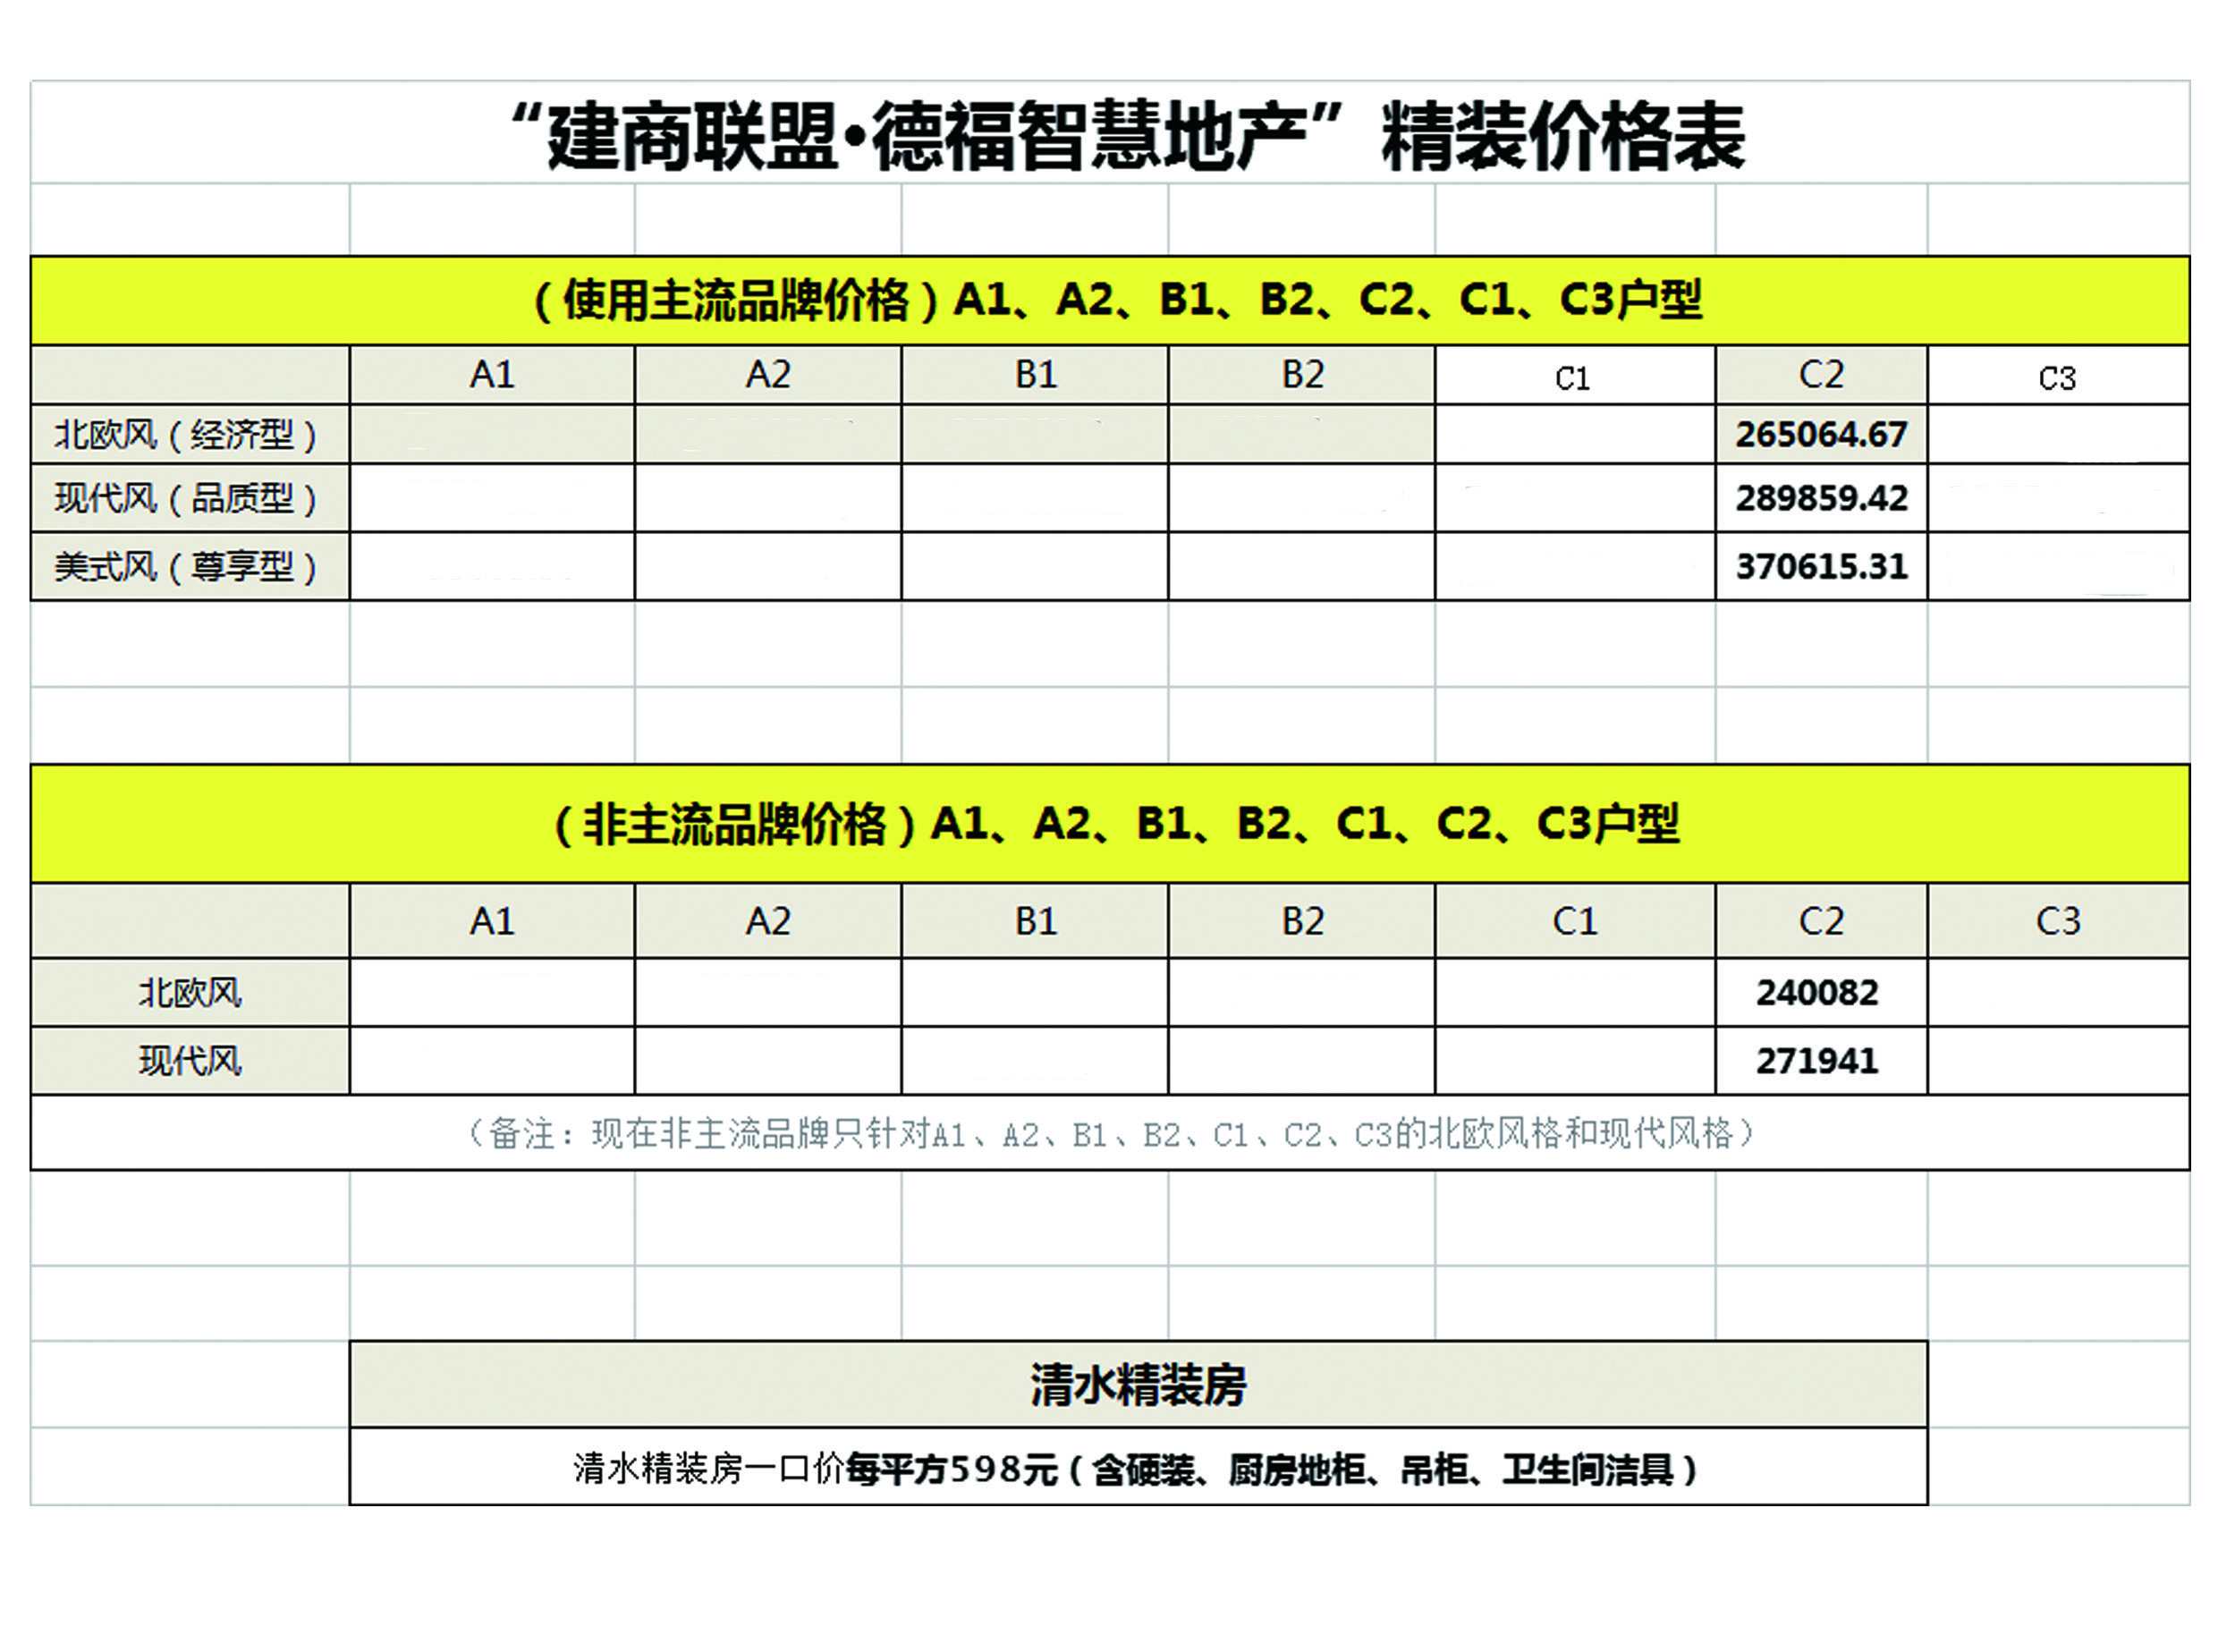 “建商联盟•德福智慧地产”精装价格表
（使用主流品牌价格）A1、A2、B1、B2、C2、C1、C3户型
A1 A2 B1 B2 C1 C2 C3
北欧风（经济型） 265064.67
现代风（品质型） 289859.42
美式风（尊享型） 370615.31
（非主流品牌价格）A1、A2、B1、B2、C1、C2、C3户型
A1 A2 B1 B2 C1 C2 C3
北欧风 240082
现代风 271941
（备注：现在非主流品牌只针对A1、A2、B1、B2、C1、C2、C3的北欧风格和现代风格）
清水精装房
清水精装房一口价每平方598元（含硬装、厨房地柜、吊柜、卫生间洁具）